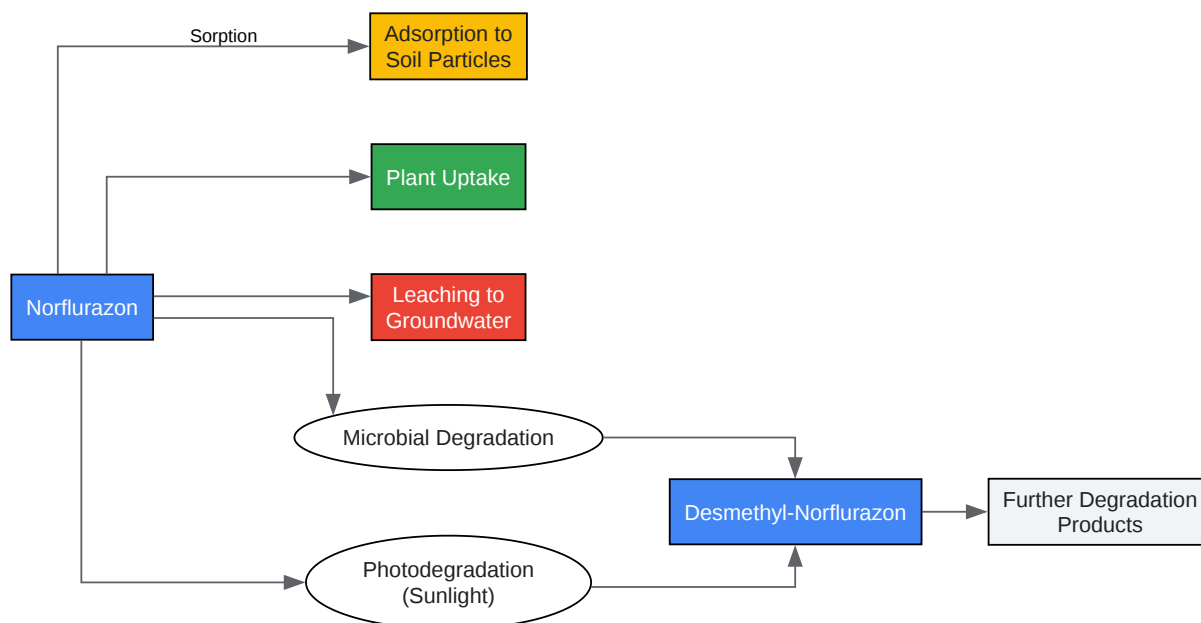 Sorption
Adsorption to
Soil Particles
Plant Uptake
Norflurazon
Leaching to
Groundwater
Microbial Degradation
Desmethyl-Norflurazon
Further Degradation
Products
Photodegradation
(Sunlight)